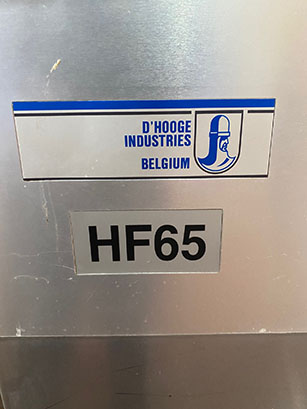 D'HOOGE
INDUSTRIES
BELGIUM
HF65